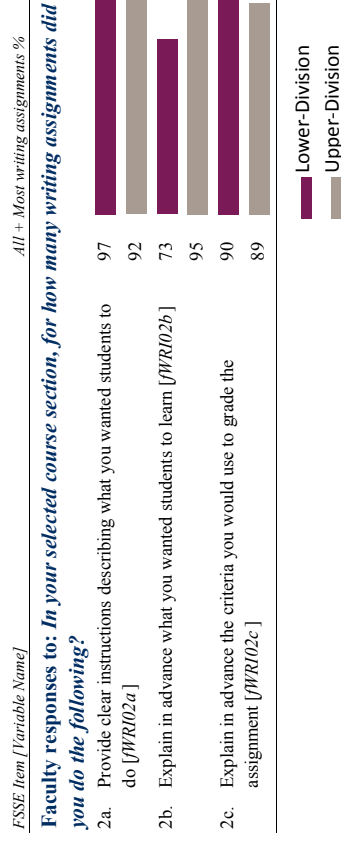 FSSE Item [Variable Name] All + Most writing assignments %
Faculty responses to: In your selected course section, for how many writing assignments did
you do the following?
2a. Provide clear instructions describing what you wanted students to 97
do [fWRI02a ] 92
2b. Explain in advance what you wanted students to learn [fWRI02b ] 73
95
2c. Explain in advance the criteria you would use to grade the 90
assignment [fWRI02c ] 89
Lower-Division
Upper-Division